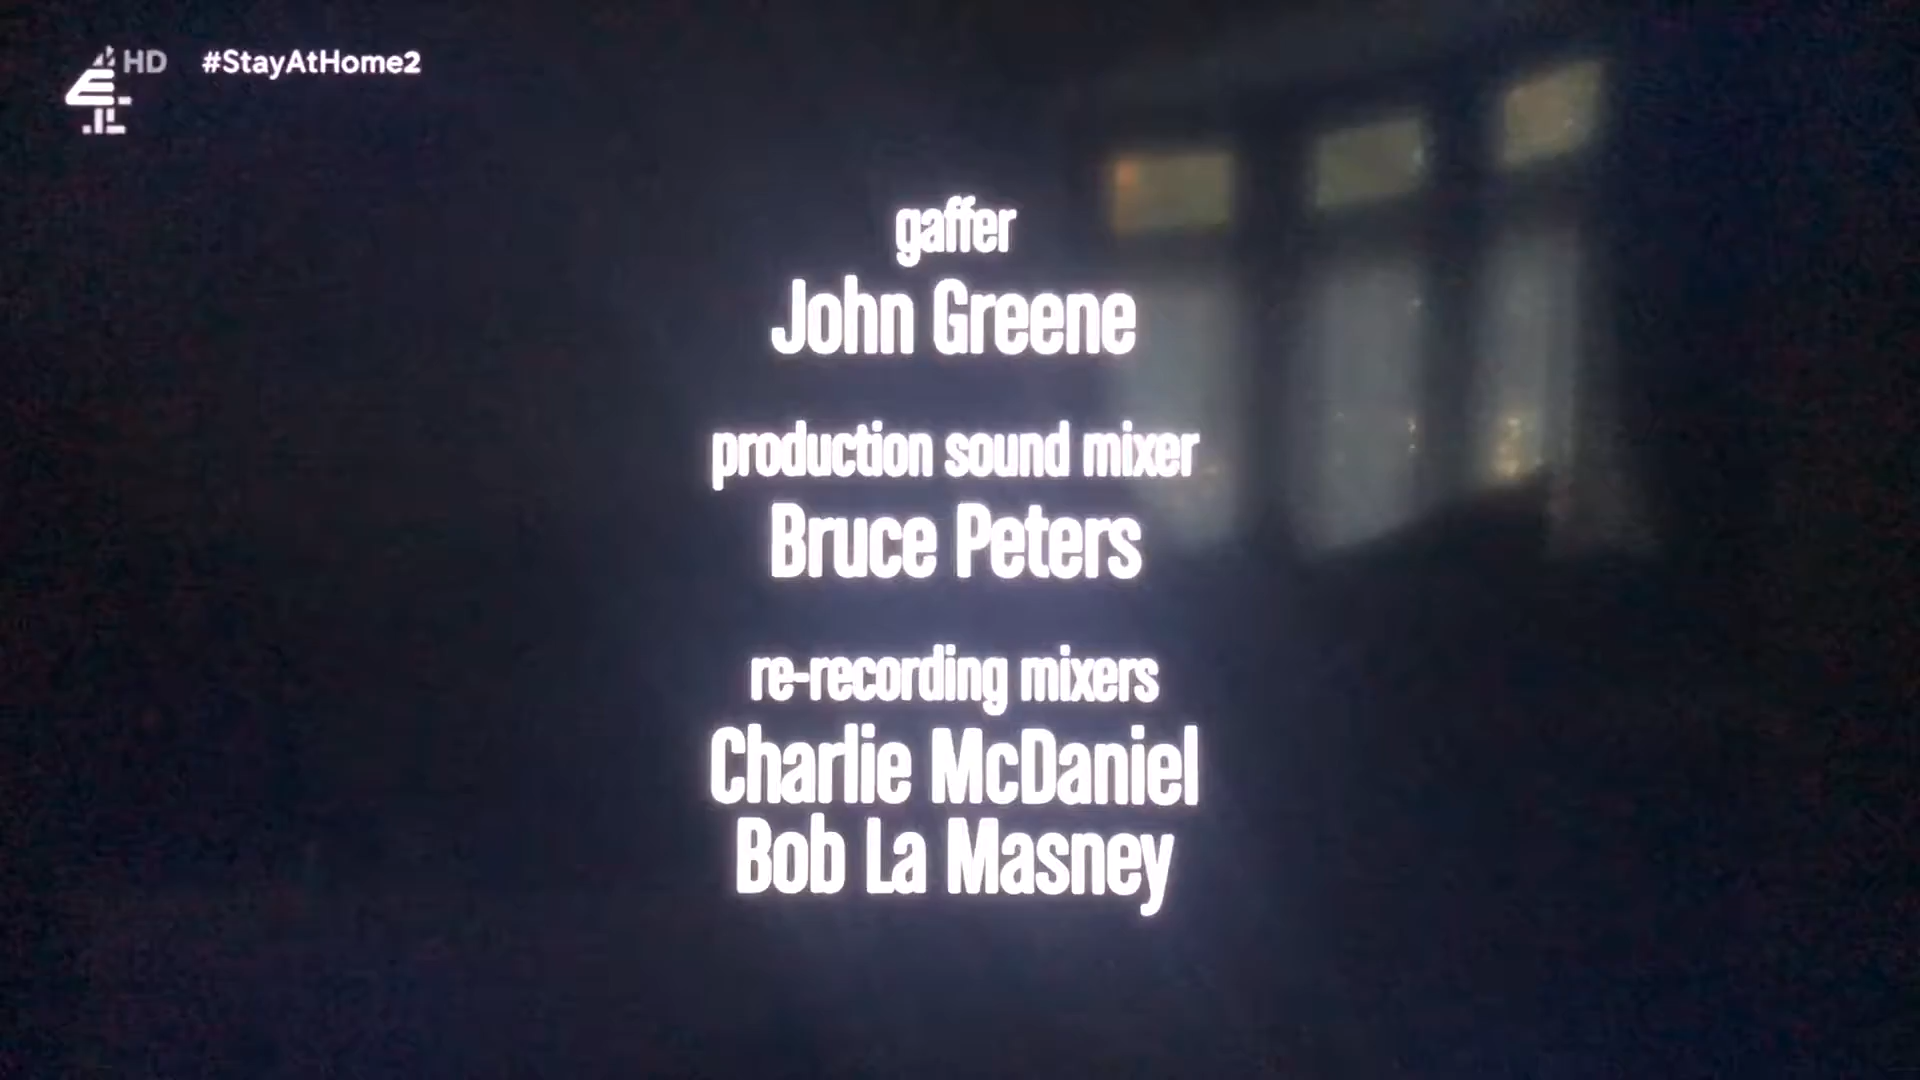 HD #StayAtHome2
gaffer
John Greene
production sound mixer
Bruce Peters
re-recording mixers
Charlie McDaniel
Bob La Masney